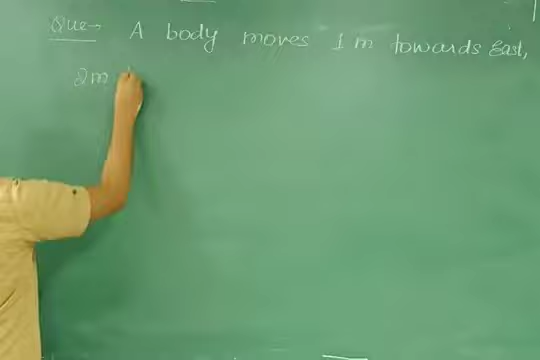 Que→ A body moves 1 m towards East,
2m